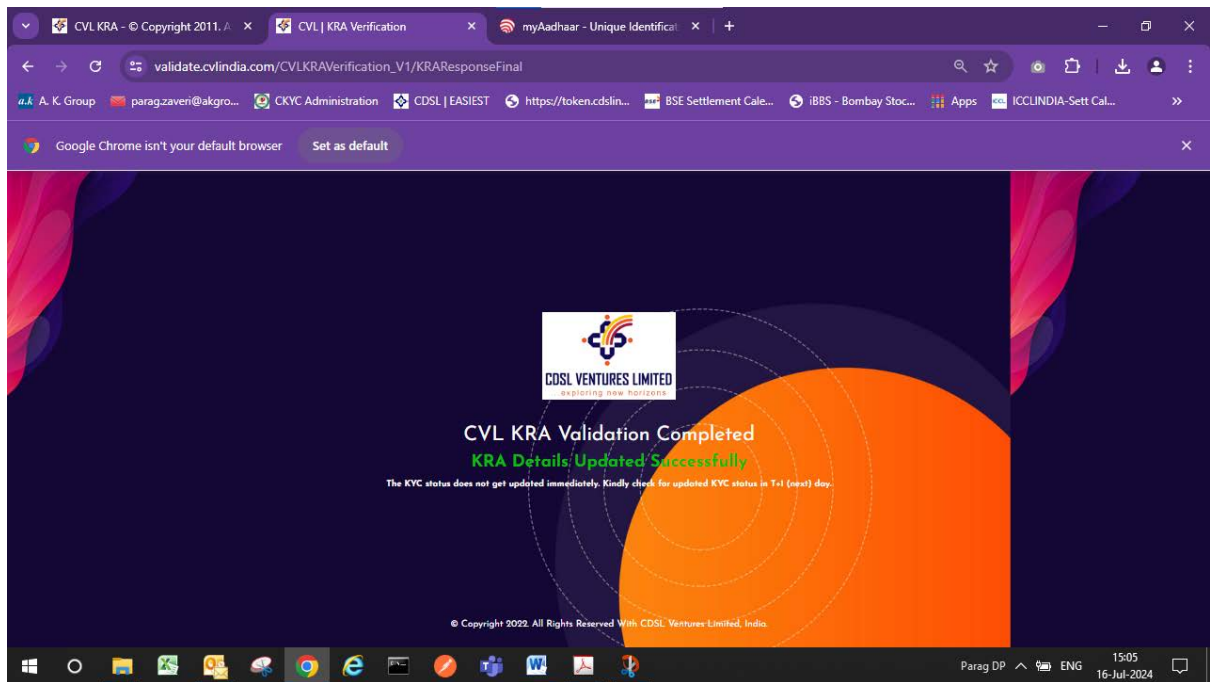 CVL KRA - © Copyright 2011. A
CVL | KRA Verification
myAadhaar - Unique Identificat
validate.cvlindia.com/CVLKRAVerification_V1/KRAResponseFinal
a.k A. K. Group
parag.zaveri@akgro...
CKYC Administration
CDSL | EASIEST
https://token.cdslin...
BSE Settlement Cale...
iBBS - Bombay Stoc...
Apps
ICCL ICCLINDIA-Sett Cal...
Google Chrome isn't your default browser
Set as default
CDSL VENTURES LIMITED
exploring new horizons
CVL KRA Validation Completed
KRA Details Updated Successfully
The KYC status does not get updated immediately. Kindly check for updated KYC status in T+1 (next) day.
© Copyright 2022. All Rights Reserved With CDSL Ventures Limited, India.
Parag DP
ENG
15:05
16-Jul-2024